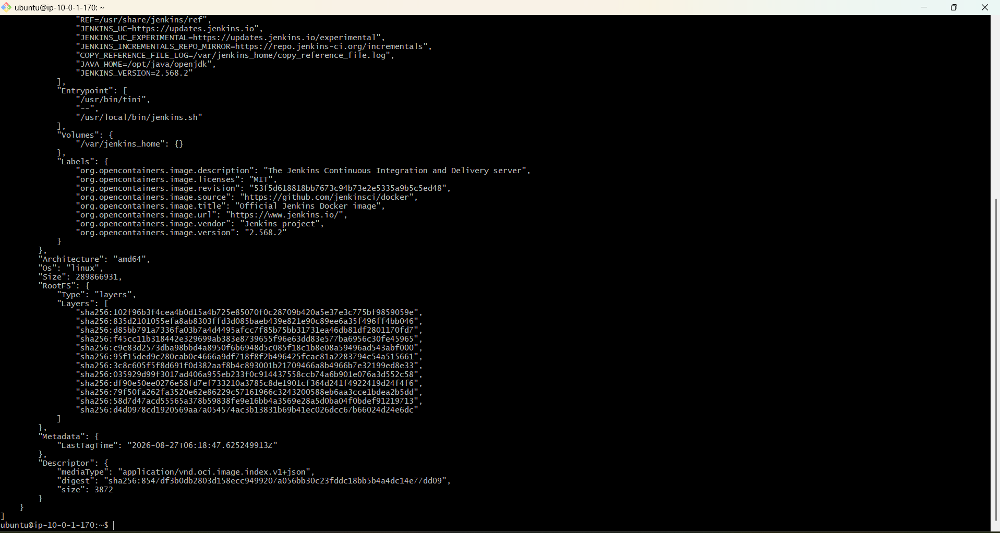 ubuntu@ip-10-0-1-170: ~
"REF=/usr/share/jenkins/ref",
"JENKINS_UC=https://updates.jenkins.io",
"JENKINS_UC_EXPERIMENTAL=https://updates.jenkins.io/experimental",
"JENKINS_INCREMENTALS_REPO_MIRROR=https://repo.jenkins-ci.org/incrementals",
"COPY_REFERENCE_FILE_LOG=/var/jenkins_home/copy_reference_file.log",
"JAVA_HOME=/opt/java/openjdk",
"JENKINS_VERSION=2.568.2"
],
"Entrypoint": [
"/usr/bin/tini",
"--",
"/usr/local/bin/jenkins.sh"
],
"Volumes": {
"/var/jenkins_home": {}
},
"Labels": {
"org.opencontainers.image.description": "The Jenkins Continuous Integration and Delivery server",
"org.opencontainers.image.licenses": "MIT",
"org.opencontainers.image.revision": "53f5d618818bb7673c94b73e2e5335a9b5c5ed48",
"org.opencontainers.image.source": "https://github.com/jenkinsci/docker",
"org.opencontainers.image.title": "Official Jenkins Docker image",
"org.opencontainers.image.url": "https://www.jenkins.io/",
"org.opencontainers.image.vendor": "Jenkins project",
"org.opencontainers.image.version": "2.568.2"
}
},
"Architecture": "amd64",
"Os": "linux",
"Size": 289866931,
"RootFS": {
"Type": "layers",
"Layers": [
"sha256:102f96b3f4cea4b0d15a4b725e85070f0c28709b420a5e37e3c775bf9859059e",
"sha256:835d2101055efa8ab8303ffd3d085baeb439e821e90c89ee6a35f496ff4bb046",
"sha256:d85bb791a7336fa03b7a4d4495afcc7f85b75bb31731ea46db81df2801170fd7",
"sha256:f45cc11b318442e329699ab383e8739655f96e63dd83e577ba6956c30fe45965",
"sha256:c9c83d2573dba98bbd4a8950f6b6948d5c085f18c1b8e08a59496ad543abf000",
"sha256:95f15ded9c280cab0c4666a9df718f8f2b496425fcac81a2283794c54a515661",
"sha256:3c8c605f5f8d691f0d382aaf8b4c893001b21709466a8b4966b7e32199ed8e33",
"sha256:035929d99f3017ad406a955eb233f0c914437558ccb74a6b901e076a3d552c58",
"sha256:df90e50ee0276e58fd7ef733210a3785c8de1901cf364d241f4922419d24f4f6",
"sha256:79f50fa262fa3520e62e86229c57161966c3243200588eb6aa3cce1bdea2b5dd",
"sha256:58d7d47acd55565a378b59838fe9e16bb4a3569e28a5d0ba04f0bdef91219713",
"sha256:d4d0978cd1920569aa7a054574ac3b13831b69b41ec026dcc67b66024d24e6dc"
]
},
"Metadata": {
"LastTagTime": "2026-08-27T06:18:47.625249913Z"
},
"Descriptor": {
"mediaType": "application/vnd.oci.image.index.v1+json",
"digest": "sha256:8547df3b0db2803d158ecc9499207a056bb30c23fddc18bb5b4a4dc14e77dd09",
"size": 3872
}
}
]
ubuntu@ip-10-0-1-170:~$